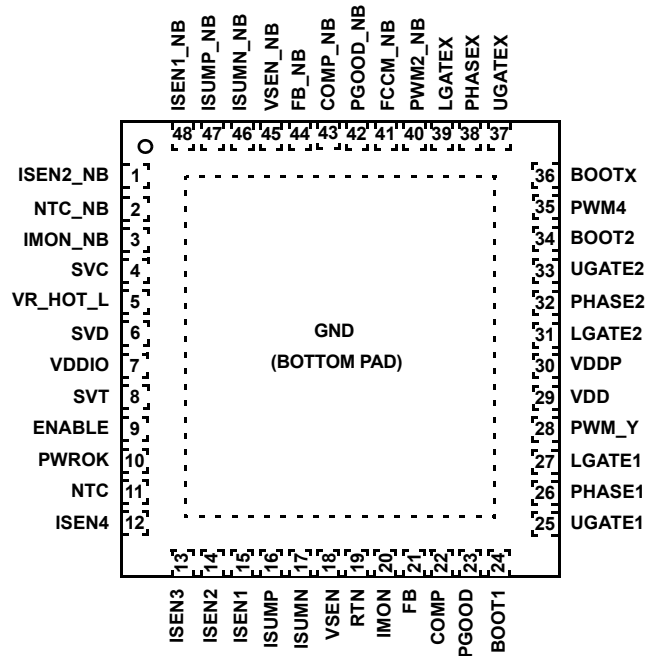 ISEN1_NB
ISUMP_NB
ISUMN_NB
VSEN_NB
FB_NB
COMP_NB
PGOOD_NB
FCCM_NB
PWM2_NB
LGATEX
PHASEX
UGATEX
48 47 46 45 44 43 42 41 40 39 38 37
ISEN2_NB 1
NTC_NB 2
IMON_NB 3
SVC 4
VR_HOT_L 5
SVD 6
VDDIO 7
SVT 8
ENABLE 9
PWROK 10
NTC 11
ISEN4 12
GND
(BOTTOM PAD)
36 BOOTX
35 PWM4
34 BOOT2
33 UGATE2
32 PHASE2
31 LGATE2
30 VDDP
29 VDD
28 PWM_Y
27 LGATE1
26 PHASE1
25 UGATE1
13 14 15 16 17 18 19 20 21 22 23 24
ISEN3
ISEN2
ISEN1
ISUMP
ISUMN
VSEN
RTN
IMON
FB
COMP
PGOOD
BOOT1